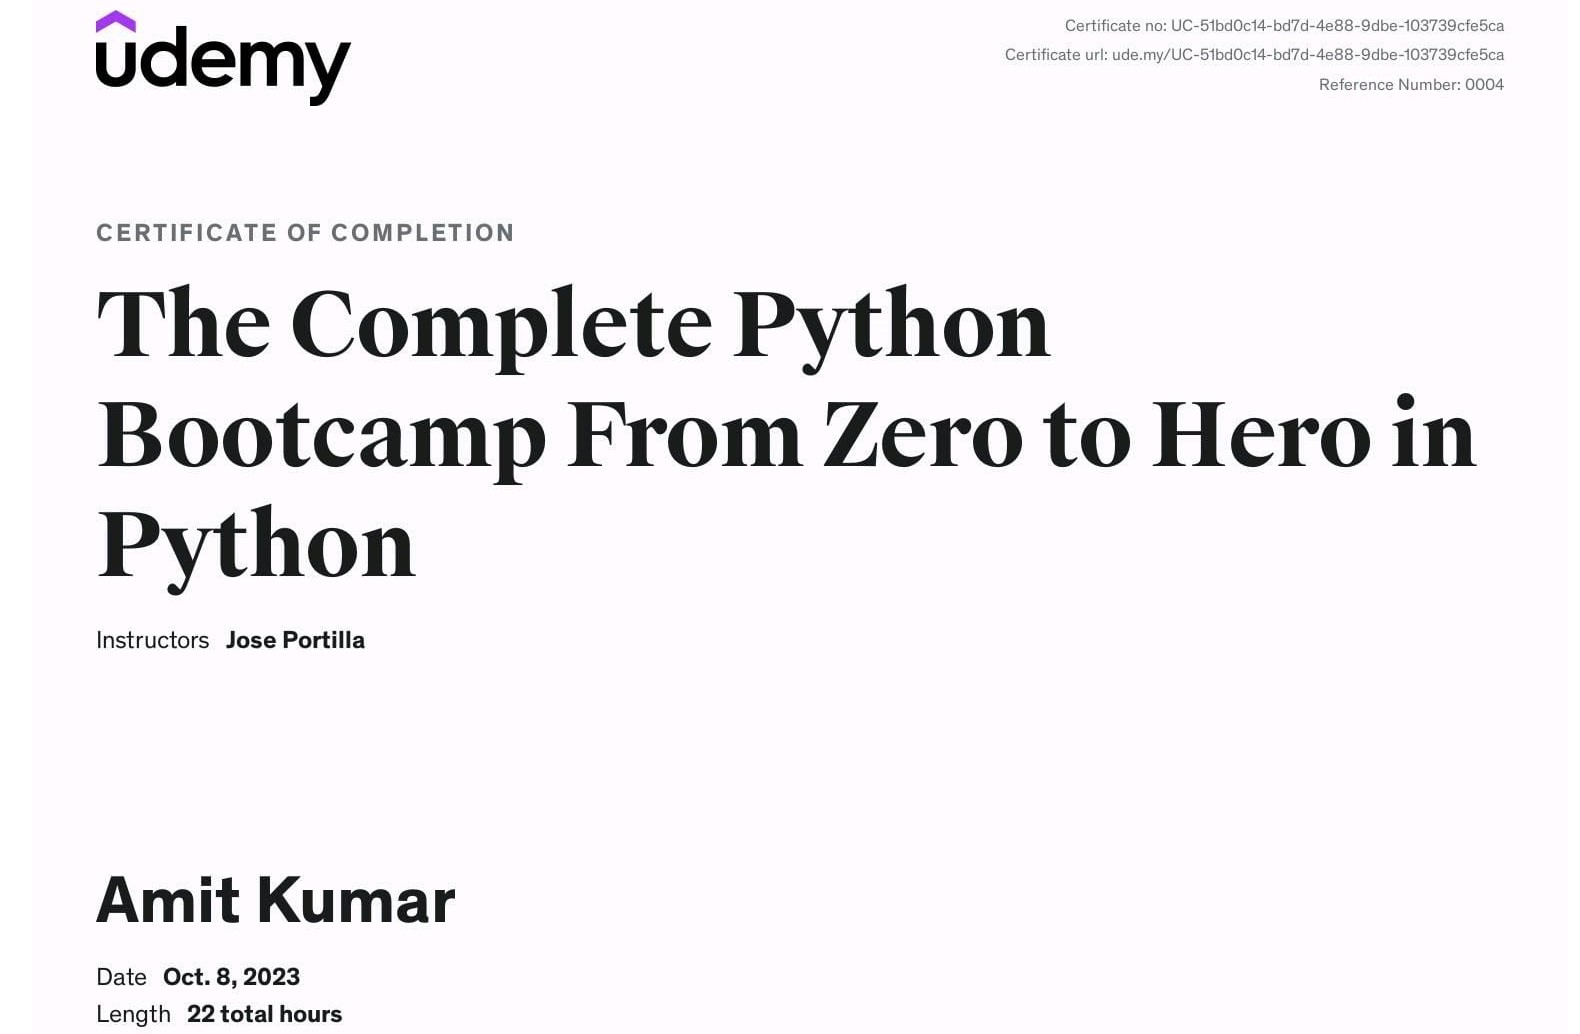 udemy
Certificate no: UC-51bd0c14-bd7d-4e88-9dbe-103739cfe5ca
Certificate url: ude.my/UC-51bd0c14-bd7d-4e88-9dbe-103739cfe5ca
Reference Number: 0004
CERTIFICATE OF COMPLETION
The Complete Python
Bootcamp From Zero to Hero in
Python
Instructors Jose Portilla
Amit Kumar
Date Oct. 8, 2023
Length 22 total hours